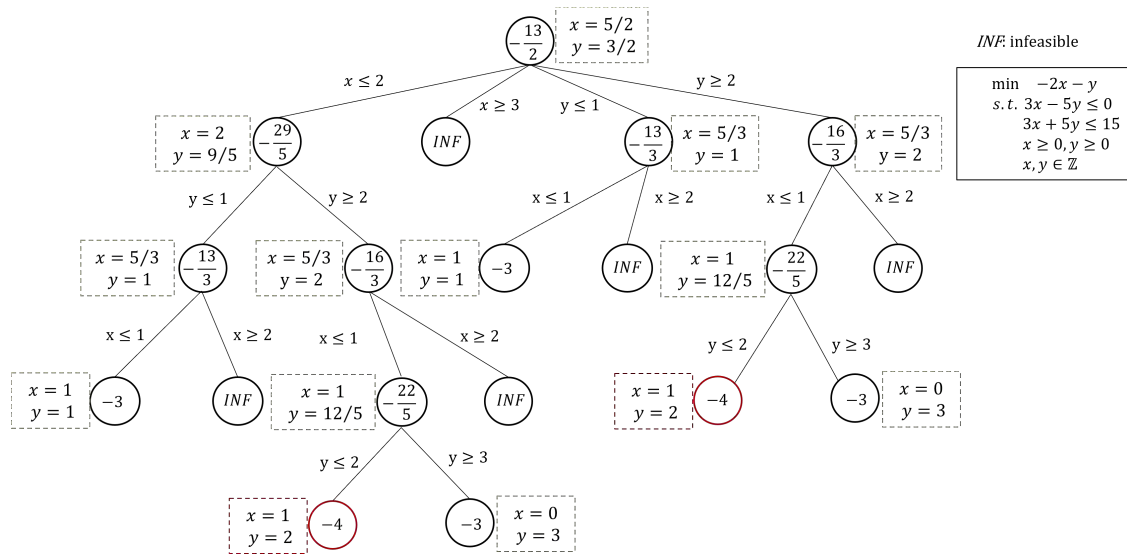 x = 5/2
y = 3/2
−13/2
INF: infeasible
min −2x − y
s.t. 3x − 5y ≤ 0
3x + 5y ≤ 15
x ≥ 0, y ≥ 0
x, y ∈ ℤ
x ≤ 2
x ≥ 3
y ≤ 1
y ≥ 2
x = 2
y = 9/5
−29/5
INF
−13/3
x = 5/3
y = 1
−16/3
x = 5/3
y = 2
y ≤ 1
y ≥ 2
x ≤ 1
x ≥ 2
x ≤ 1
x ≥ 2
x = 5/3
y = 1
−13/3
x = 5/3
y = 2
−16/3
x = 1
y = 1
−3
INF
x = 1
y = 12/5
−22/5
INF
x ≤ 1
x ≥ 2
x ≤ 1
x ≥ 2
y ≤ 2
y ≥ 3
x = 1
y = 1
−3
INF
x = 1
y = 12/5
−22/5
INF
x = 1
y = 2
−4
−3
x = 0
y = 3
y ≤ 2
y ≥ 3
x = 1
y = 2
−4
−3
x = 0
y = 3